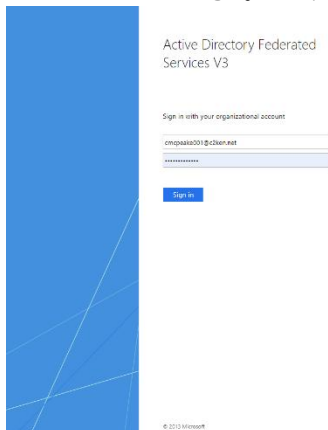 Active Directory Federated
Services V3
Sign in with your organizational account
cmcpeake001@c2ken.net
•••••••••••••
Sign in
© 2013 Microsoft